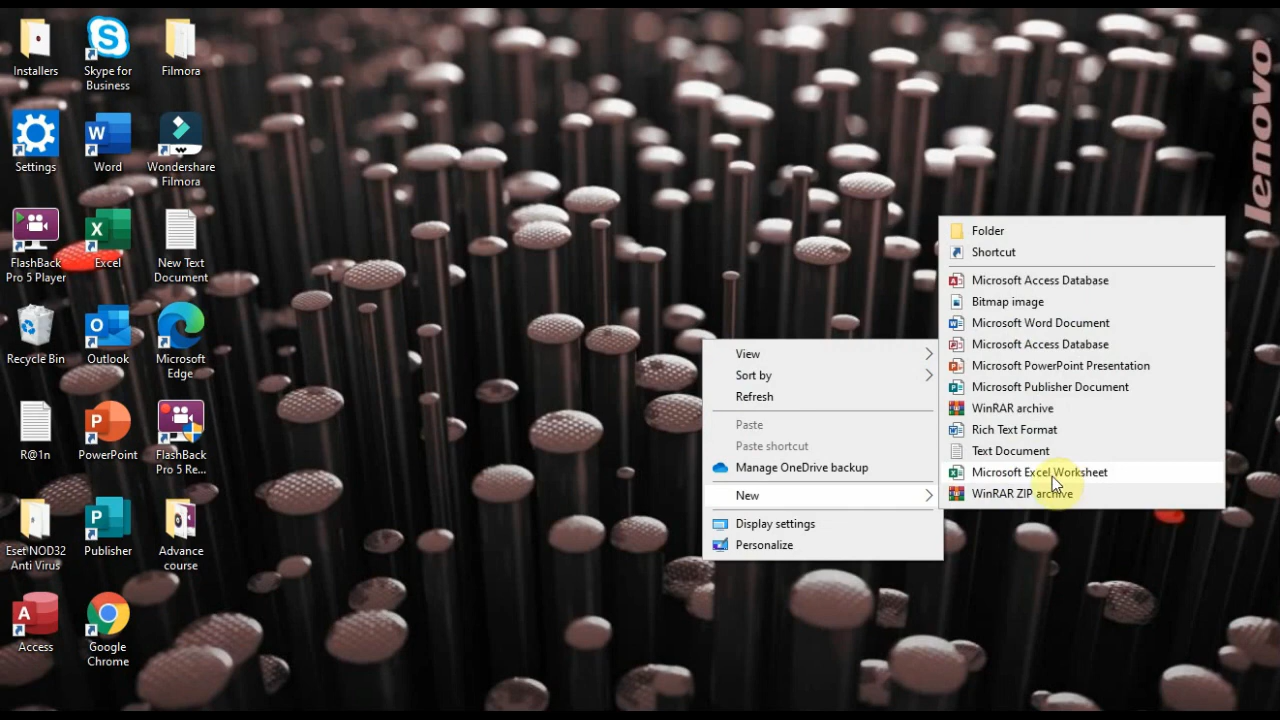 Installers
Skype for
Business
Filmora
Settings
Word
Wondershare
Filmora
FlashBack
Pro 5 Player
Excel
New Text
Document
Recycle Bin
Outlook
Microsoft
Edge
R@1n
PowerPoint
FlashBack
Pro 5 Re...
Eset NOD32
Anti Virus
Publisher
Advance
course
Access
Google
Chrome
View
Sort by
Refresh
Paste
Paste shortcut
Manage OneDrive backup
New
Display settings
Personalize
Folder
Shortcut
Microsoft Access Database
Bitmap image
Microsoft Word Document
Microsoft Access Database
Microsoft PowerPoint Presentation
Microsoft Publisher Document
WinRAR archive
Rich Text Format
Text Document
Microsoft Excel Worksheet
WinRAR ZIP archive
lenovo